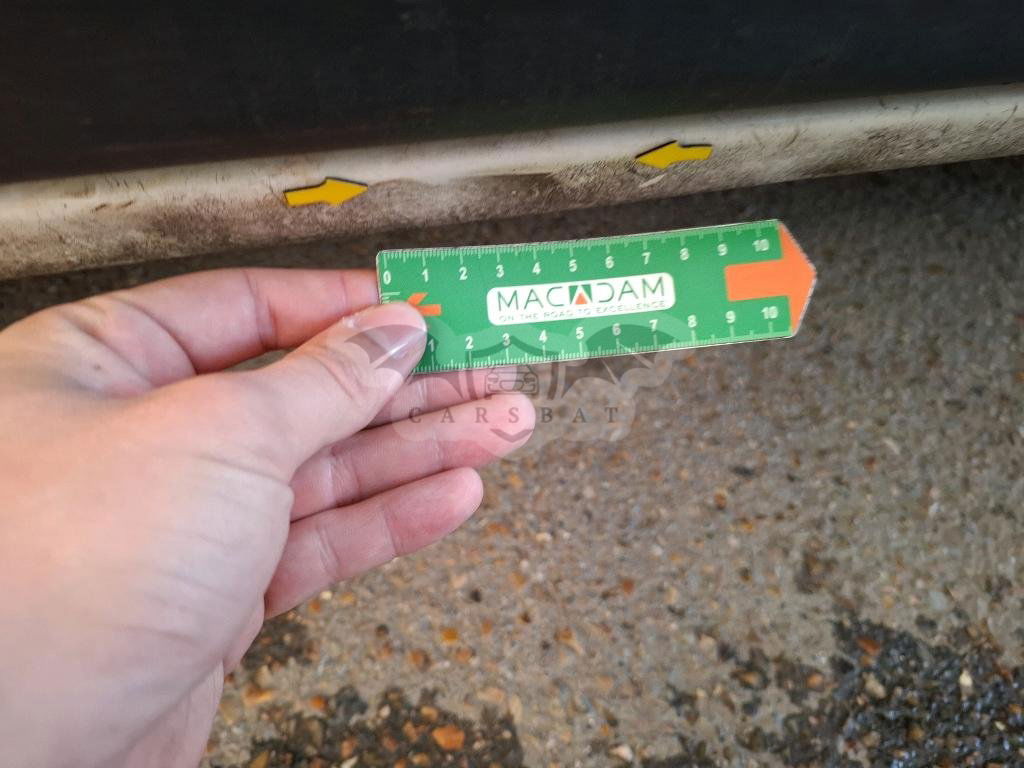 0 1 2 3 4 5 6 7 8 9 10
MACADAM
ON THE ROAD TO EXCELLENCE
1 2 3 4 5 6 7 8 9 10
CARSBAT